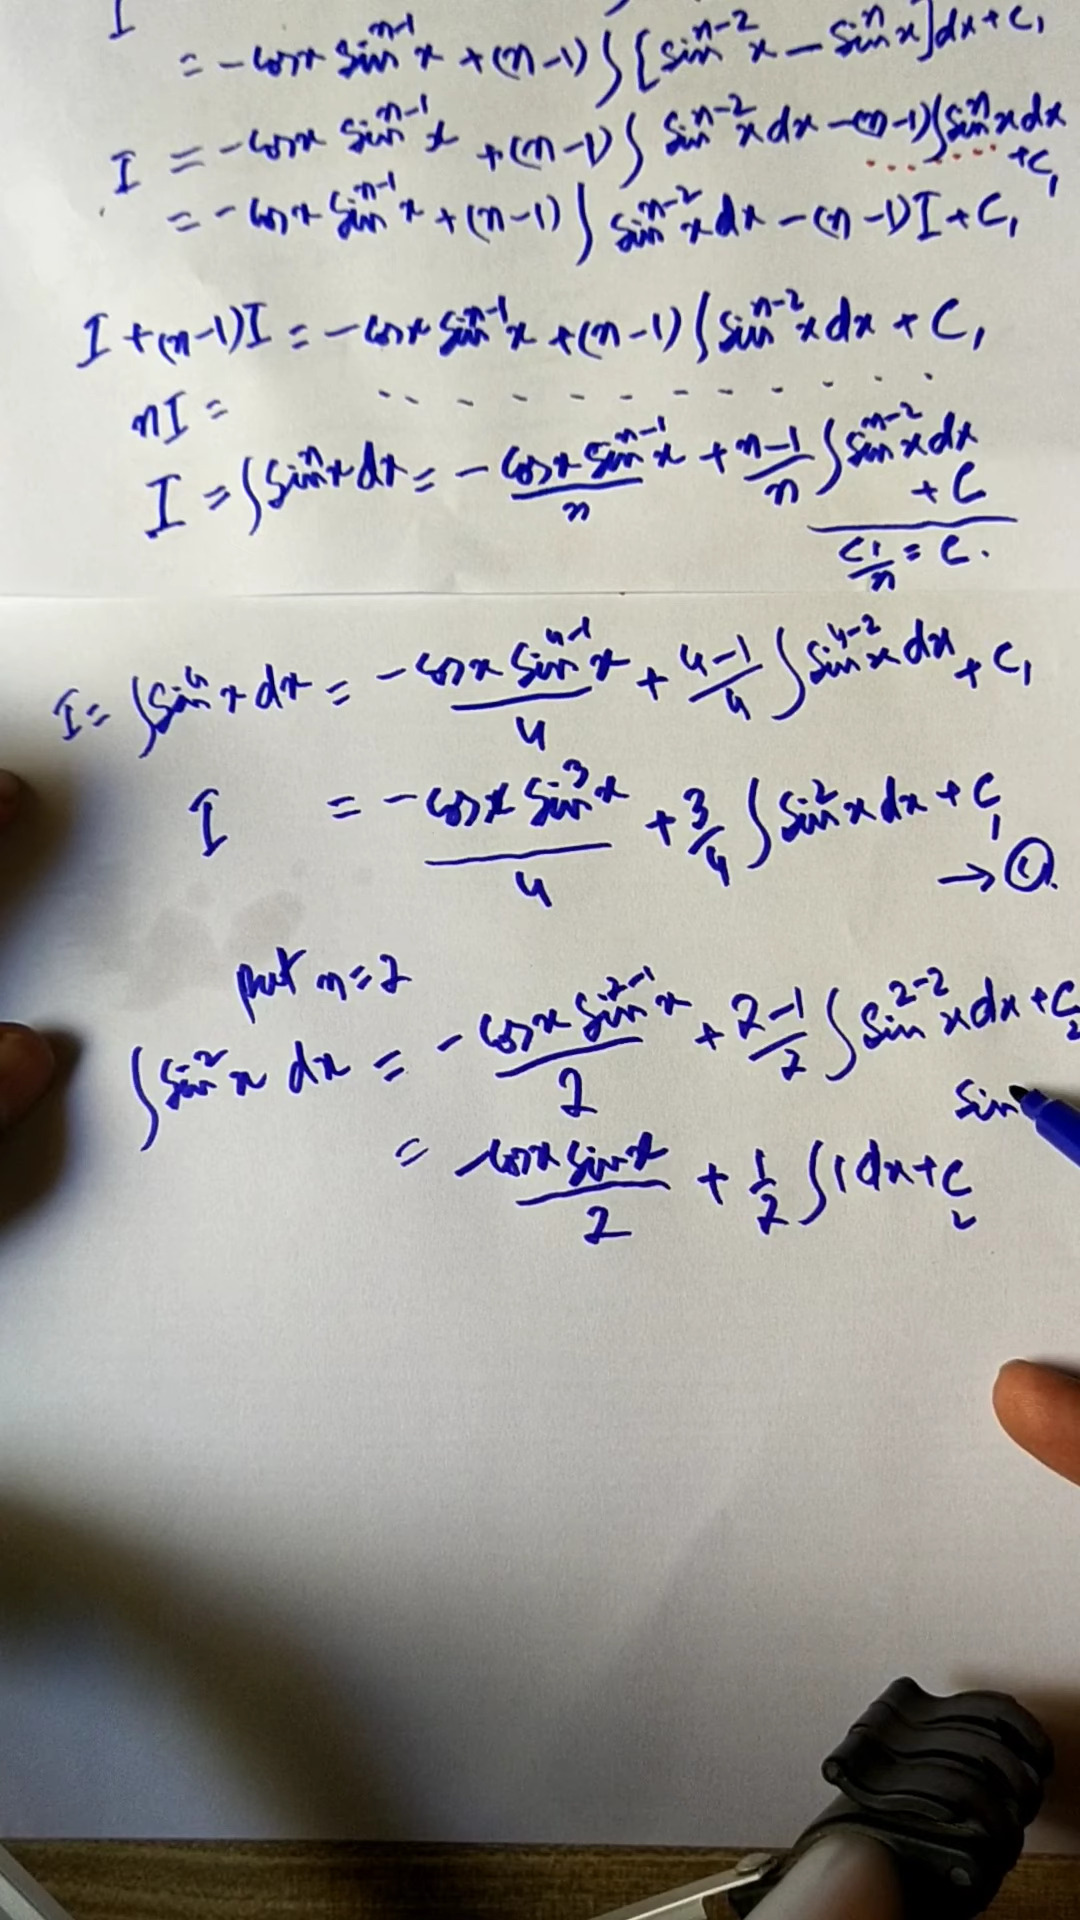 I
= -cosx sin^{n-1}x + (n-1)∫[sin^{n-2}x - sin^n x]dx + C₁
I = -cosx sin^{n-1}x + (n-1)∫sin^{n-2}x dx - (n-1)∫sin^n x dx + C₁
= -cosx sin^{n-1}x + (n-1)∫sin^{n-2}x dx - (n-1)I + C₁
I + (n-1)I = -cosx sin^{n-1}x + (n-1)∫sin^{n-2}x dx + C₁
nI = . . . . . . . . . . . .
I = ∫sin^n x dx = -cosx sin^{n-1}x/n + (n-1)/n ∫sin^{n-2}x dx + C
C₁/n = C.
I = ∫sin⁴x dx = -cosx sin^{4-1}x/4 + (4-1)/4 ∫sin^{4-2}x dx + C₁
I = -cosx sin³x/4 + 3/4 ∫sin²x dx + C₁ → ①.
put n=2
∫sin²x dx = -cosx sin^{2-1}x/2 + (2-1)/2 ∫sin^{2-2}x dx + C₂
sin
= -cosx sinx/2 + 1/2 ∫1dx + C₂